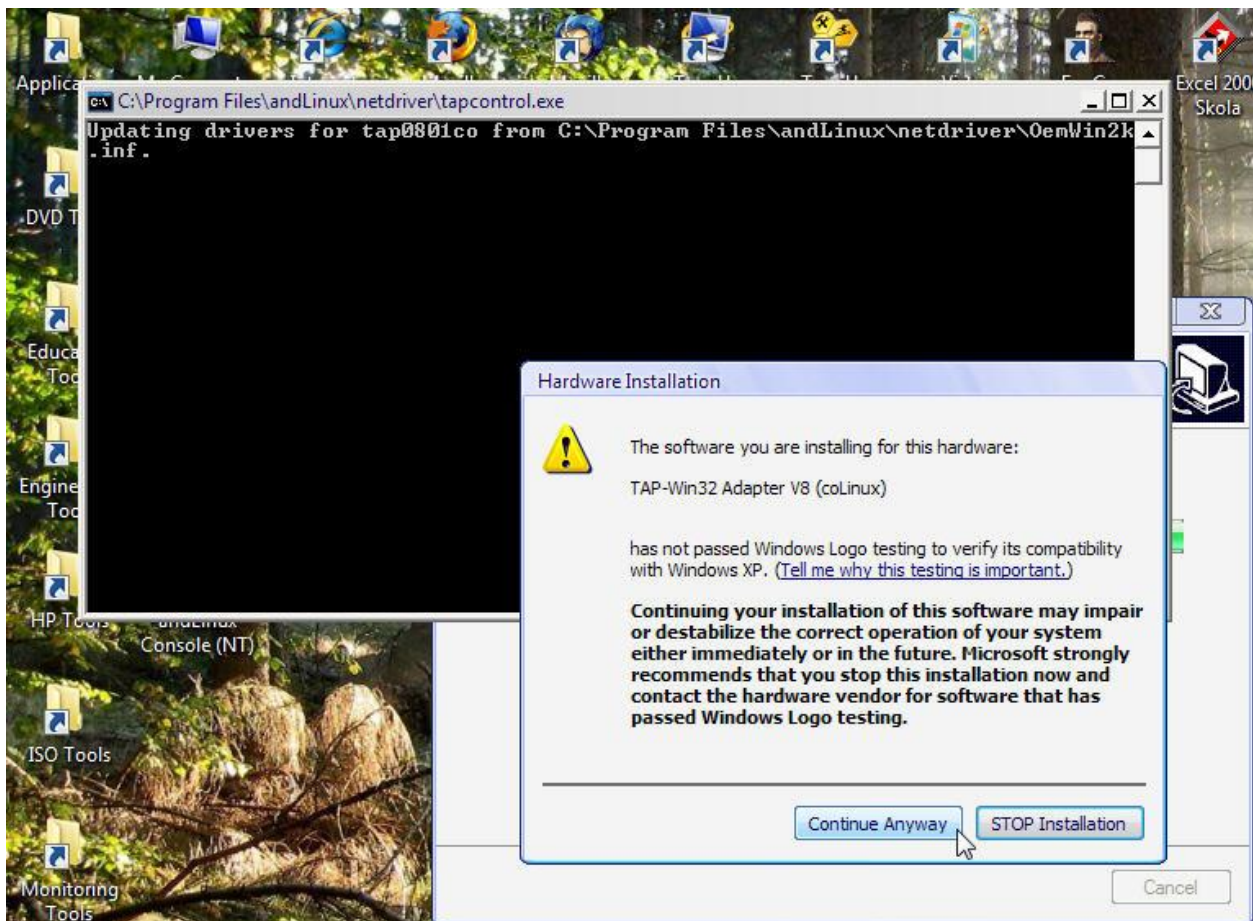 Applica
Excel 200
Skola
C:\Program Files\andLinux\netdriver\tapcontrol.exe
Updating drivers for tap0801co from C:\Program Files\andLinux\netdriver\OemWin2k
.inf.
DVD T
Educa
Too
Engine
Too
HP Tools
andLinux
Console (NT)
ISO Tools
Monitoring
Tools
Hardware Installation
The software you are installing for this hardware:
TAP-Win32 Adapter V8 (coLinux)
has not passed Windows Logo testing to verify its compatibility
with Windows XP. (Tell me why this testing is important.)
Continuing your installation of this software may impair
or destabilize the correct operation of your system
either immediately or in the future. Microsoft strongly
recommends that you stop this installation now and
contact the hardware vendor for software that has
passed Windows Logo testing.
Continue Anyway
STOP Installation
Cancel